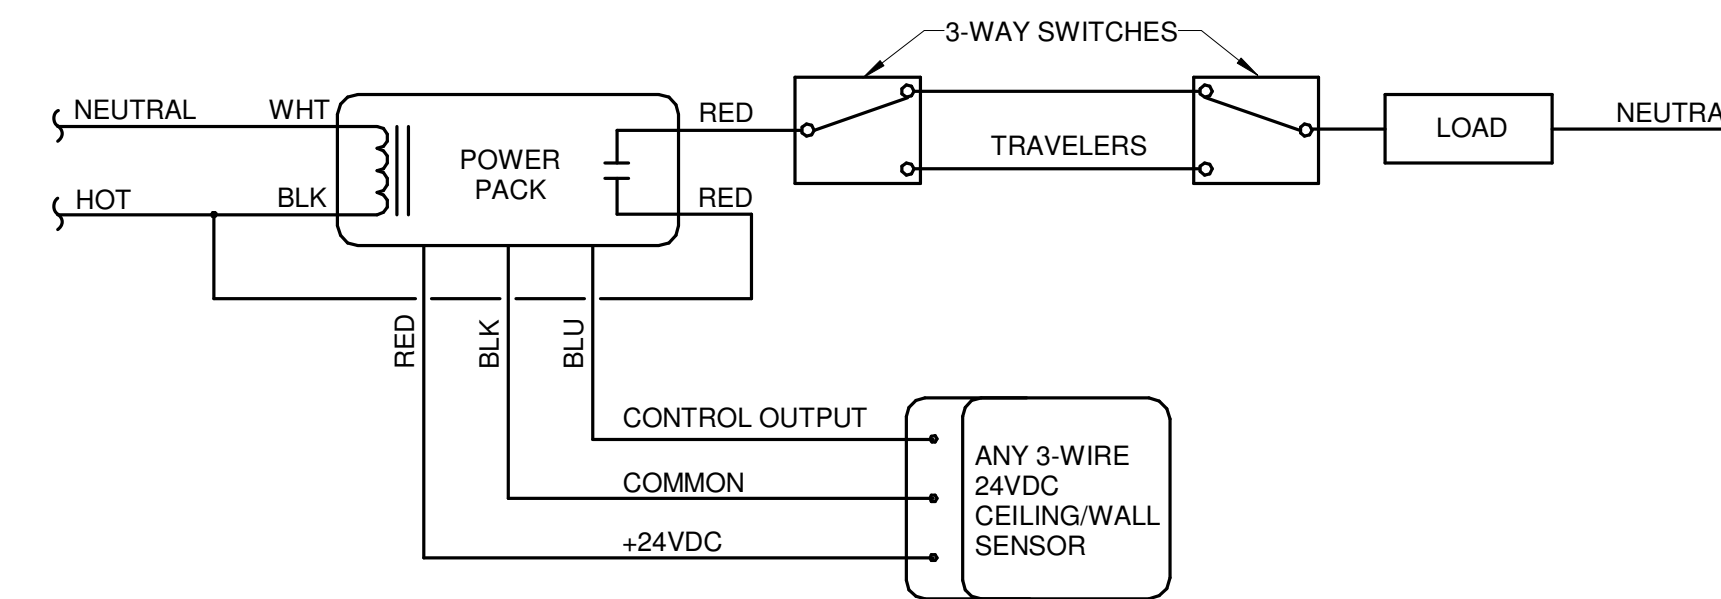 3-WAY SWITCHES
NEUTRAL
WHT
RED
NEUTRA
LOAD
POWER
PACK
TRAVELERS
HOT
BLK
RED
RED
BLK
BLU
CONTROL OUTPUT
ANY 3-WIRE
24VDC
CEILING/WALL
SENSOR
COMMON
+24VDC